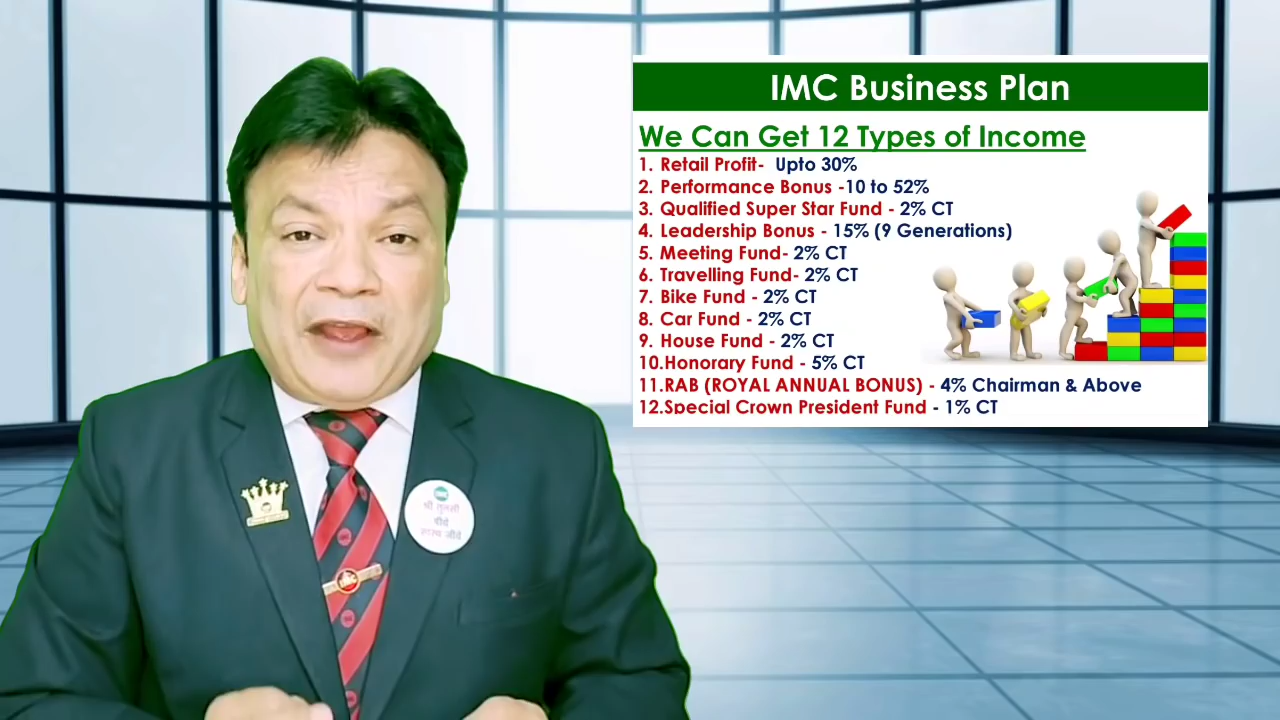 IMC Business Plan
We Can Get 12 Types of Income
1. Retail Profit- Upto 30%
2. Performance Bonus -10 to 52%
3. Qualified Super Star Fund - 2% CT
4. Leadership Bonus - 15% (9 Generations)
5. Meeting Fund- 2% CT
6. Travelling Fund- 2% CT
7. Bike Fund - 2% CT
8. Car Fund - 2% CT
9. House Fund - 2% CT
10.Honorary Fund - 5% CT
11.RAB (ROYAL ANNUAL BONUS) - 4% Chairman & Above
12.Special Crown President Fund - 1% CT
श्री तुलसी
पीये
जीये
IMC